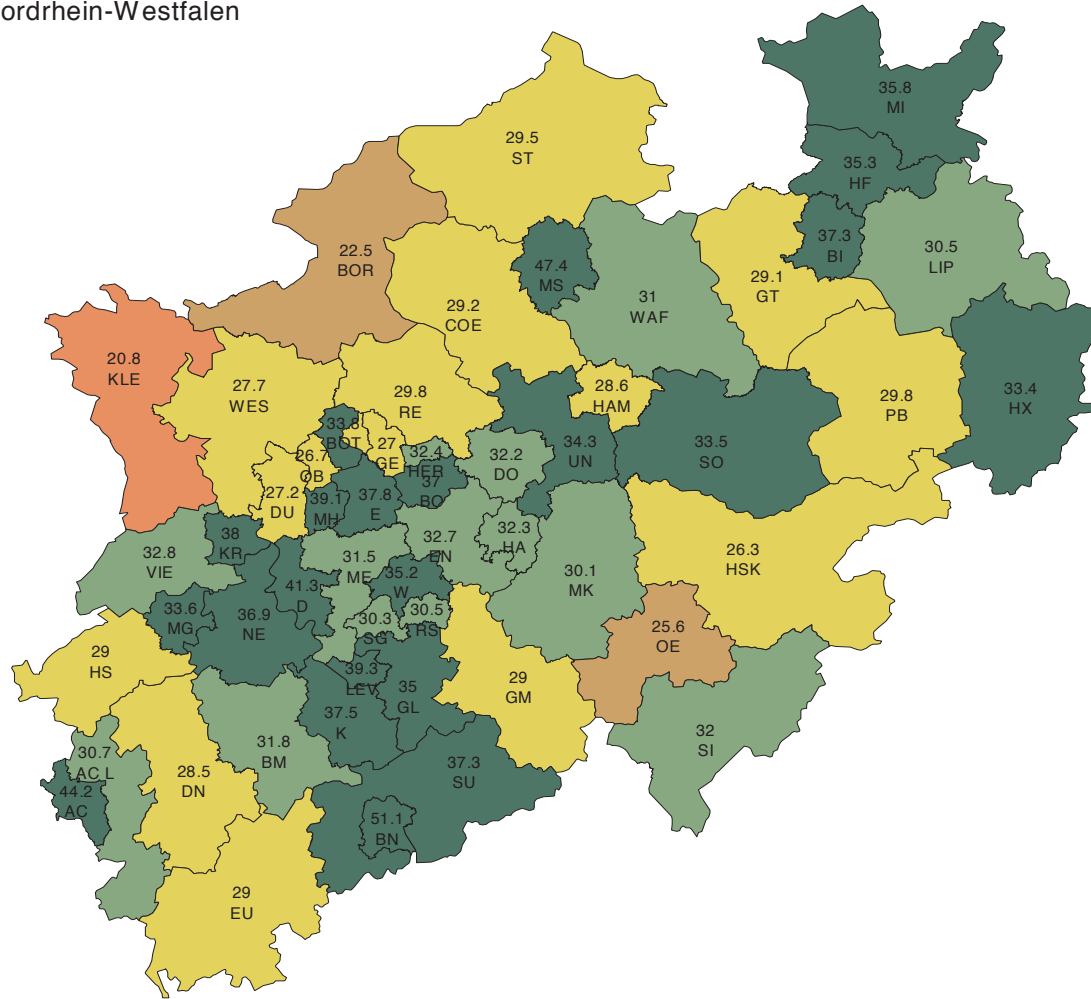 ordrhein-Westfalen
35.8
MI
29.5
ST
35.3
HF
37.3
BI
30.5
LIP
22.5
BOR
47.4
MS
29.1
GT
31
WAF
29.2
COE
20.8
KLE
27.7
WES
29.8
RE
28.6
HAM
29.8
PB
33.4
HX
33.8
BOT
27
GE
26.7
OB
32.4
HER
32.2
DO
34.3
UN
33.5
SO
27.2
DU
39.1
MH
37.8
E
37
BO
38
KR
32.8
VIE
31.5
ME
32.7
EN
32.3
HA
30.1
MK
26.3
HSK
41.3
D
35.2
W
33.6
MG
36.9
NE
30.3
SG
30.5
RS
25.6
OE
29
HS
39.3
LEV
35
GL
29
GM
37.5
K
32
SI
30.7
AC L
31.8
BM
37.3
SU
28.5
DN
44.2
AC
51.1
BN
29
EU